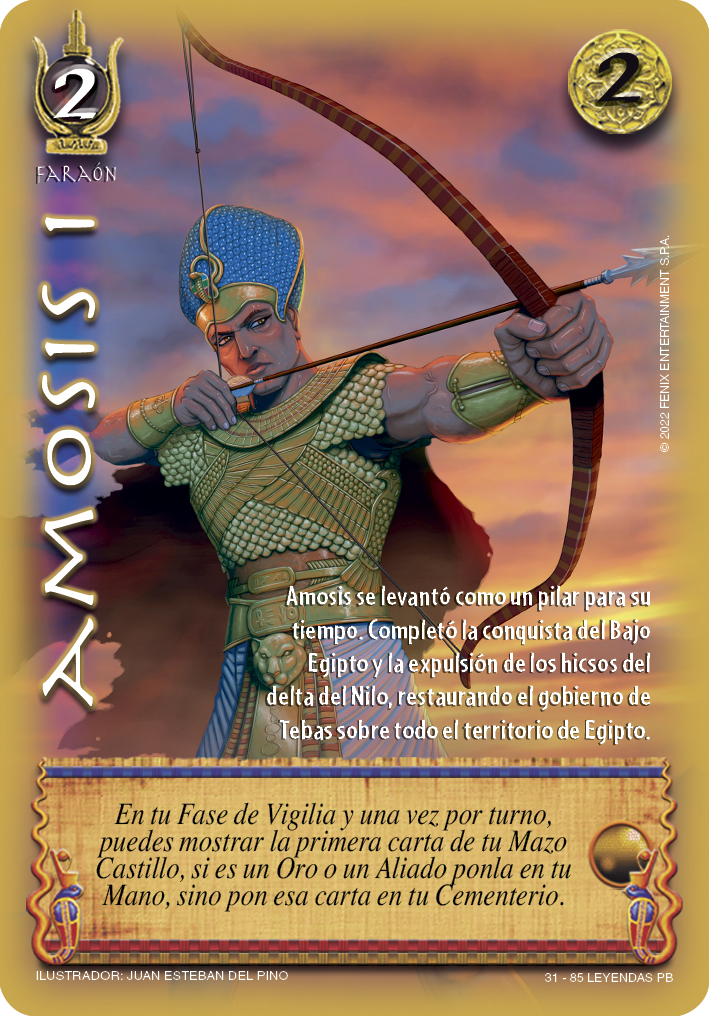 2
2
FARAÓN
AMOSIS I
© 2022 FENIX ENTERTAINMENT S.P.A.
Amosis se levantó como un pilar para su
tiempo. Completó la conquista del Bajo
Egipto y la expulsión de los hicsos del
delta del Nilo, restaurando el gobierno de
Tebas sobre todo el territorio de Egipto.
En tu Fase de Vigilia y una vez por turno,
puedes mostrar la primera carta de tu Mazo
Castillo, si es un Oro o un Aliado ponla en tu
Mano, sino pon esa carta en tu Cementerio.
ILUSTRADOR: JUAN ESTEBAN DEL PINO
31 - 85 LEYENDAS PB